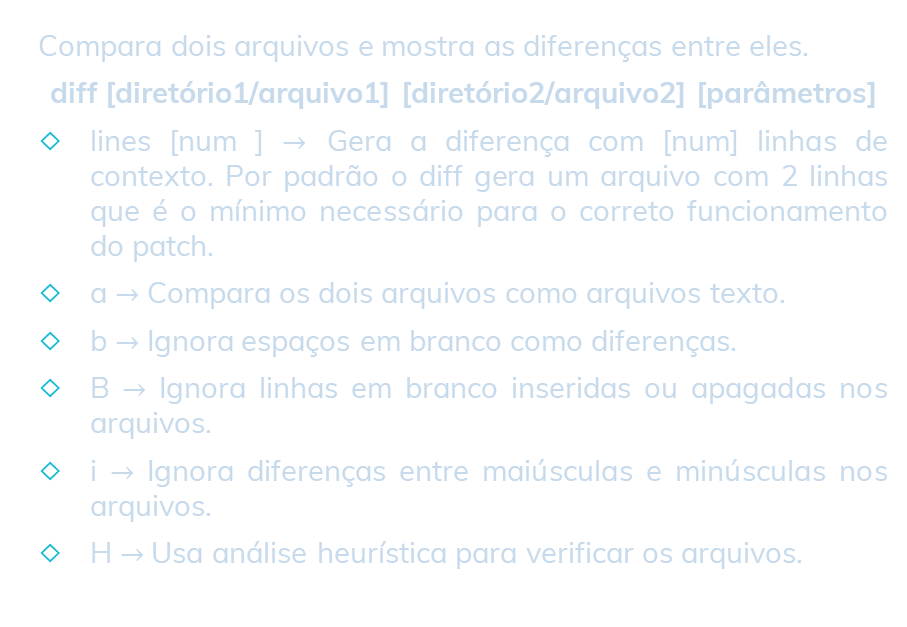 Compara dois arquivos e mostra as diferenças entre eles.
diff [diretório1/arquivo1] [diretório2/arquivo2] [parâmetros]
lines [num ] → Gera a diferença com [num] linhas de
contexto. Por padrão o diff gera um arquivo com 2 linhas
que é o mínimo necessário para o correto funcionamento
do patch.
a → Compara os dois arquivos como arquivos texto.
b → Ignora espaços em branco como diferenças.
B → Ignora linhas em branco inseridas ou apagadas nos
arquivos.
i → Ignora diferenças entre maiúsculas e minúsculas nos
arquivos.
H → Usa análise heurística para verificar os arquivos.